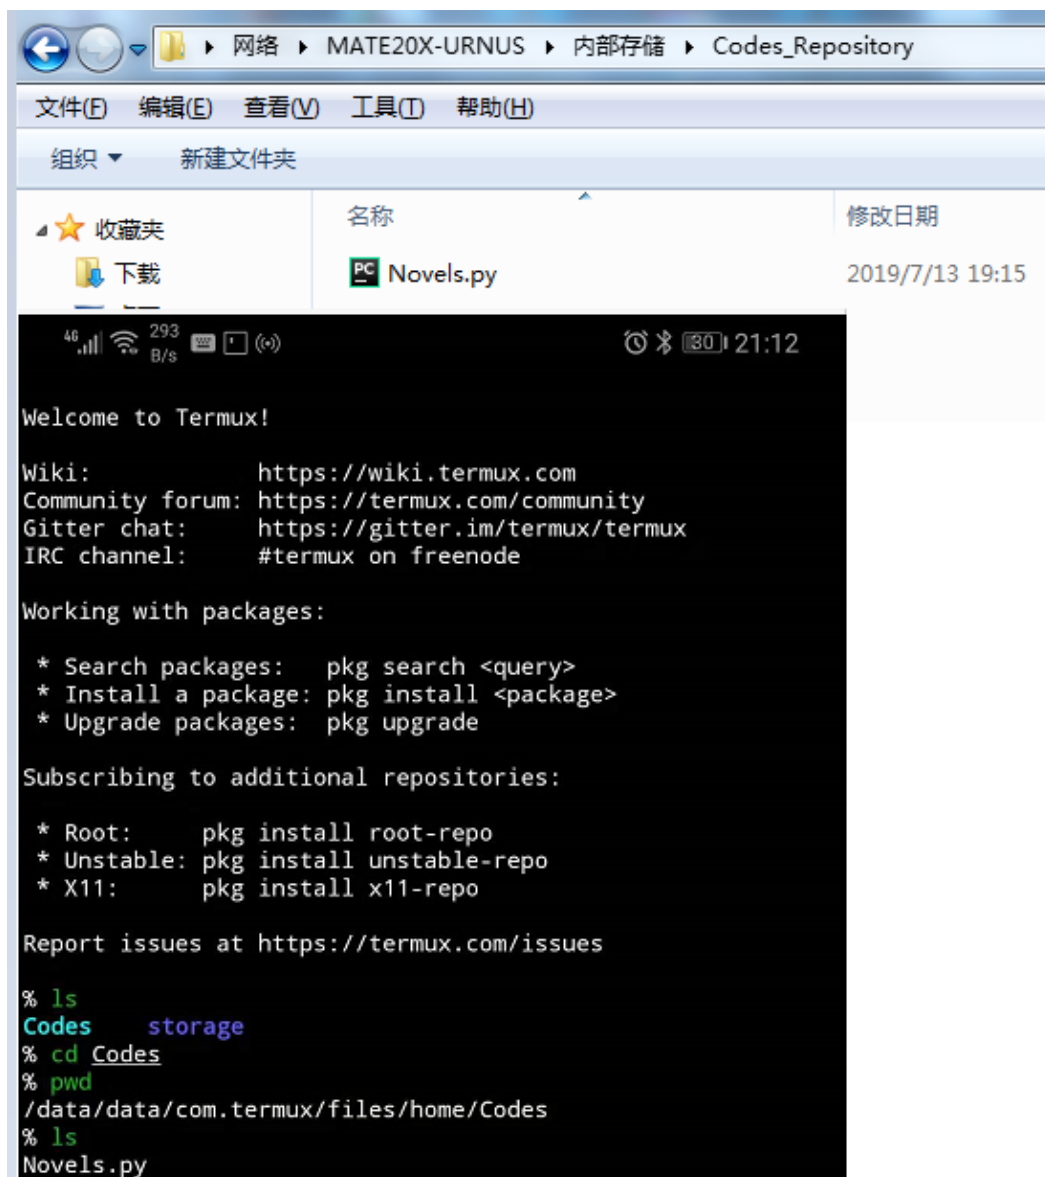 网络 MATE20X-URNUS 内部存储 Codes_Repository
文件(F) 编辑(E) 查看(V) 工具(T) 帮助(H)
组织 新建文件夹
名称 修改日期
收藏夹
下载
PC Novels.py 2019/7/13 19:15
46 293 B/s 30 21:12
Welcome to Termux!
Wiki: https://wiki.termux.com
Community forum: https://termux.com/community
Gitter chat: https://gitter.im/termux/termux
IRC channel: #termux on freenode
Working with packages:
* Search packages: pkg search <query>
* Install a package: pkg install <package>
* Upgrade packages: pkg upgrade
Subscribing to additional repositories:
* Root: pkg install root-repo
* Unstable: pkg install unstable-repo
* X11: pkg install x11-repo
Report issues at https://termux.com/issues
% ls
Codes storage
% cd Codes
% pwd
/data/data/com.termux/files/home/Codes
% ls
Novels.py